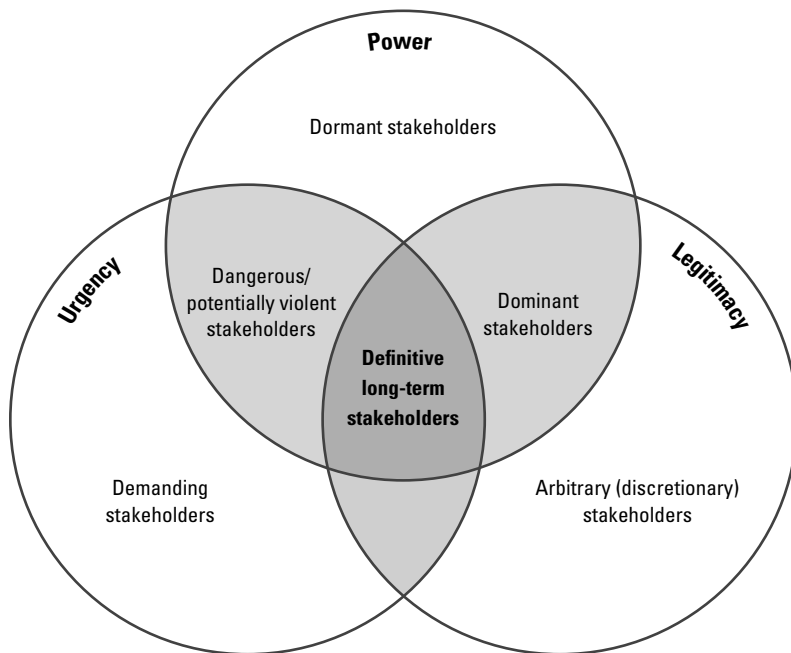 Power
Dormant stakeholders
Urgency
Legitimacy
Dangerous/
potentially violent
stakeholders
Dominant
stakeholders
Definitive
long-term
stakeholders
Demanding
stakeholders
Arbitrary (discretionary)
stakeholders